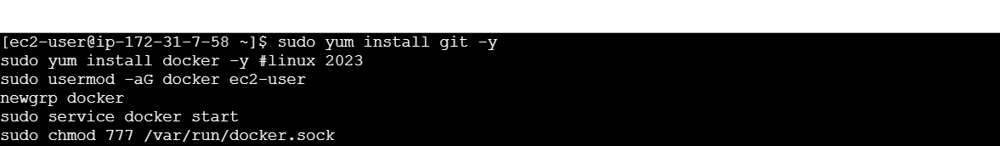 [ec2-user@ip-172-31-7-58 ~]$ sudo yum install git -y
sudo yum install docker -y #linux 2023
sudo usermod -aG docker ec2-user
newgrp docker
sudo service docker start
sudo chmod 777 /var/run/docker.sock